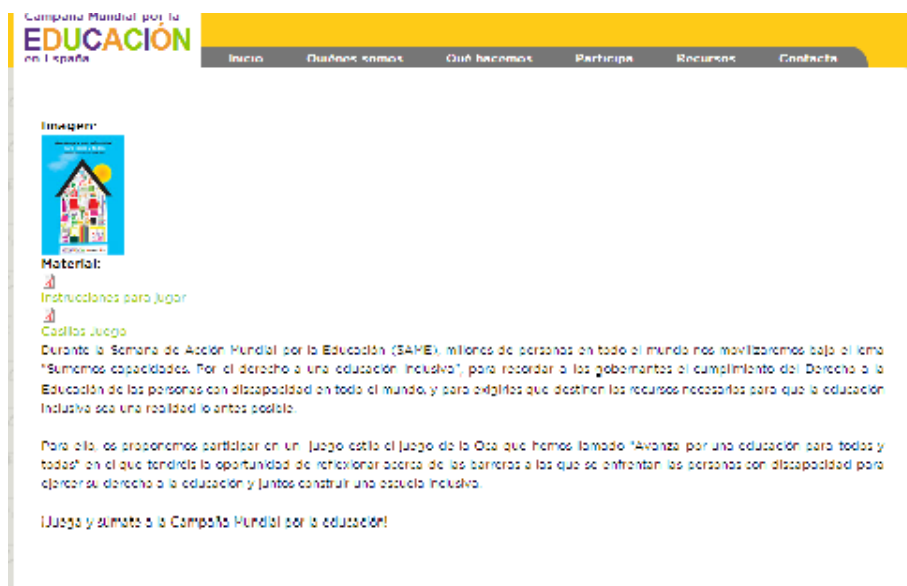 Campaña Mundial por la
EDUCACIÓN
en España
Inicio Quiénes somos Qué hacemos Participa Recursos Contacta
Imagen:
Material:
Instrucciones para jugar
Casillas Juego
Durante la Semana de Acción Mundial por la Educación (SAME), millones de personas en todo el mundo nos movilizaremos bajo el lema
"Sumemos capacidades. Por el derecho a una educación inclusiva", para recordar a los gobernantes el cumplimiento del Derecho a la
Educación de las personas con discapacidad en todo el mundo, y para exigirles que destinen los recursos necesarios para que la educación
inclusiva sea una realidad lo antes posible.
Para ello, os proponemos participar en un juego estilo el juego de la Oca que hemos llamado "Avanza por una educación para todos y
todas" en el que tendréis la oportunidad de reflexionar acerca de las barreras a las que se enfrentan las personas con discapacidad para
ejercer su derecho a la educación y juntos construir una escuela inclusiva.
¡Juega y súmate a la Campaña Mundial por la educación!